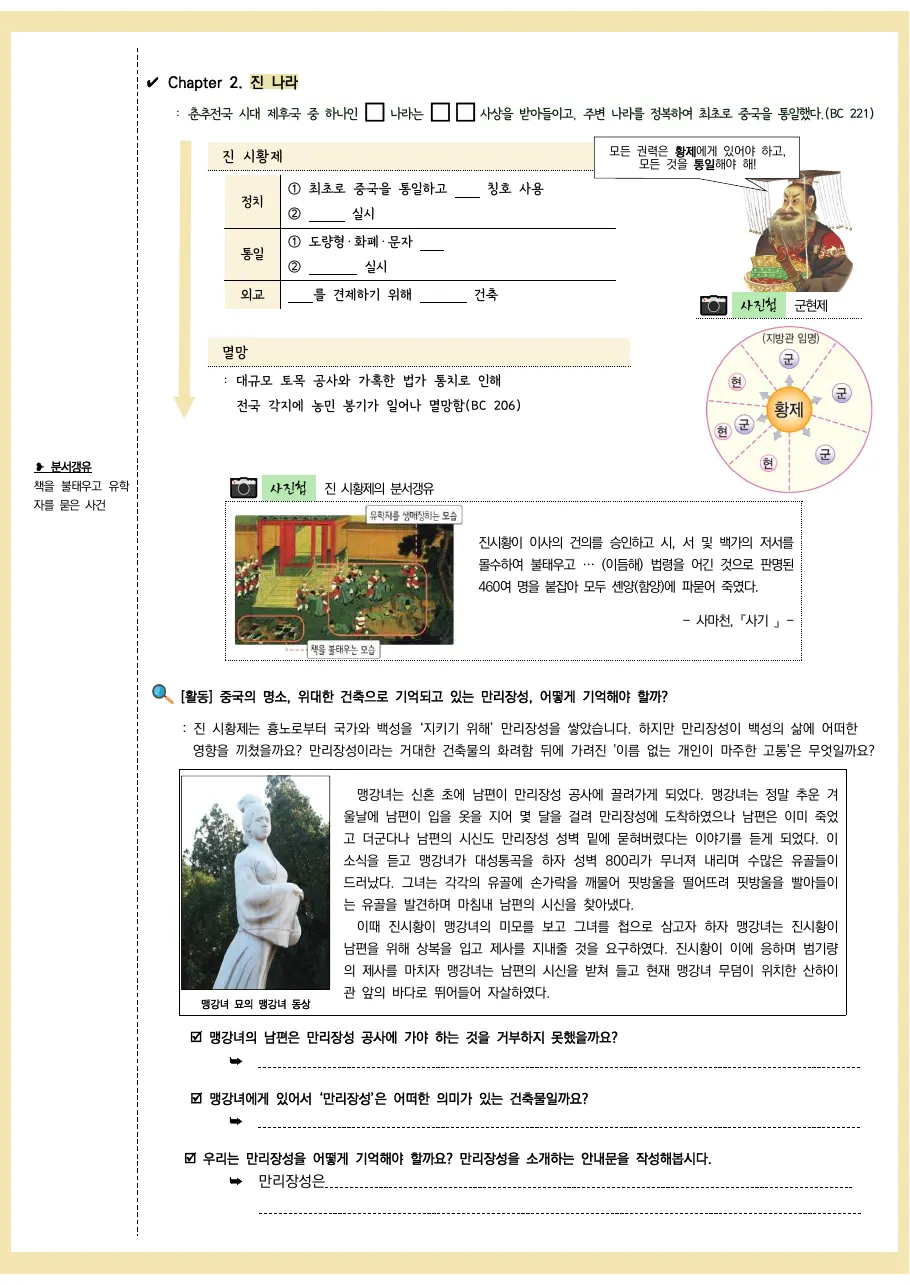 ✔ Chapter 2. 진 나라
: 춘추전국 시대 제후국 중 하나인 □ 나라는 □ □ 사상을 받아들이고, 주변 나라를 정복하여 최초로 중국을 통일했다.(BC 221)
진 시황제
모든 권력은 황제에게 있어야 하고,
모든 것을 통일해야 해!
정치
① 최초로 중국을 통일하고 ___ 칭호 사용
② ____ 실시
통일
① 도량형·화폐·문자 ___
② _____ 실시
외교
___를 견제하기 위해 _____ 건축
사진첩 군현제
(지방관 임명)
군
현
군
황제
현
군
현
군
멸망
: 대규모 토목 공사와 가혹한 법가 통치로 인해
전국 각지에 농민 봉기가 일어나 멸망함(BC 206)
❥ 분서갱유
책을 불태우고 유학
자를 묻은 사건
사진첩 진 시황제의 분서갱유
유학자를 생매장하는 모습
책을 불태우는 모습
진시황이 이사의 건의를 승인하고 시, 서 및 백가의 저서를
몰수하여 불태우고 … (이듬해) 법령을 어긴 것으로 판명된
460여 명을 붙잡아 모두 셴양(함양)에 파묻어 죽였다.
- 사마천, 『사기 』-
[활동] 중국의 명소, 위대한 건축으로 기억되고 있는 만리장성, 어떻게 기억해야 할까?
: 진 시황제는 흉노로부터 국가와 백성을 ‘지키기 위해’ 만리장성을 쌓았습니다. 하지만 만리장성이 백성의 삶에 어떠한
영향을 끼쳤을까요? 만리장성이라는 거대한 건축물의 화려함 뒤에 가려진 '이름 없는 개인이 마주한 고통'은 무엇일까요?
맹강녀는 신혼 초에 남편이 만리장성 공사에 끌려가게 되었다. 맹강녀는 정말 추운 겨
울날에 남편이 입을 옷을 지어 몇 달을 걸려 만리장성에 도착하였으나 남편은 이미 죽었
고 더군다나 남편의 시신도 만리장성 성벽 밑에 묻혀버렸다는 이야기를 듣게 되었다. 이
소식을 듣고 맹강녀가 대성통곡을 하자 성벽 800리가 무너져 내리며 수많은 유골들이
드러났다. 그녀는 각각의 유골에 손가락을 깨물어 핏방울을 떨어뜨려 핏방울을 빨아들이
는 유골을 발견하며 마침내 남편의 시신을 찾아냈다.
이때 진시황이 맹강녀의 미모를 보고 그녀를 첩으로 삼고자 하자 맹강녀는 진시황이
남편을 위해 상복을 입고 제사를 지내줄 것을 요구하였다. 진시황이 이에 응하며 범기량
의 제사를 마치자 맹강녀는 남편의 시신을 받쳐 들고 현재 맹강녀 무덤이 위치한 산하이
관 앞의 바다로 뛰어들어 자살하였다.
맹강녀 묘의 맹강녀 동상
☑ 맹강녀의 남편은 만리장성 공사에 가야 하는 것을 거부하지 못했을까요?
➥
☑ 맹강녀에게 있어서 ‘만리장성’은 어떠한 의미가 있는 건축물일까요?
➥
☑ 우리는 만리장성을 어떻게 기억해야 할까요? 만리장성을 소개하는 안내문을 작성해봅시다.
➥ 만리장성은